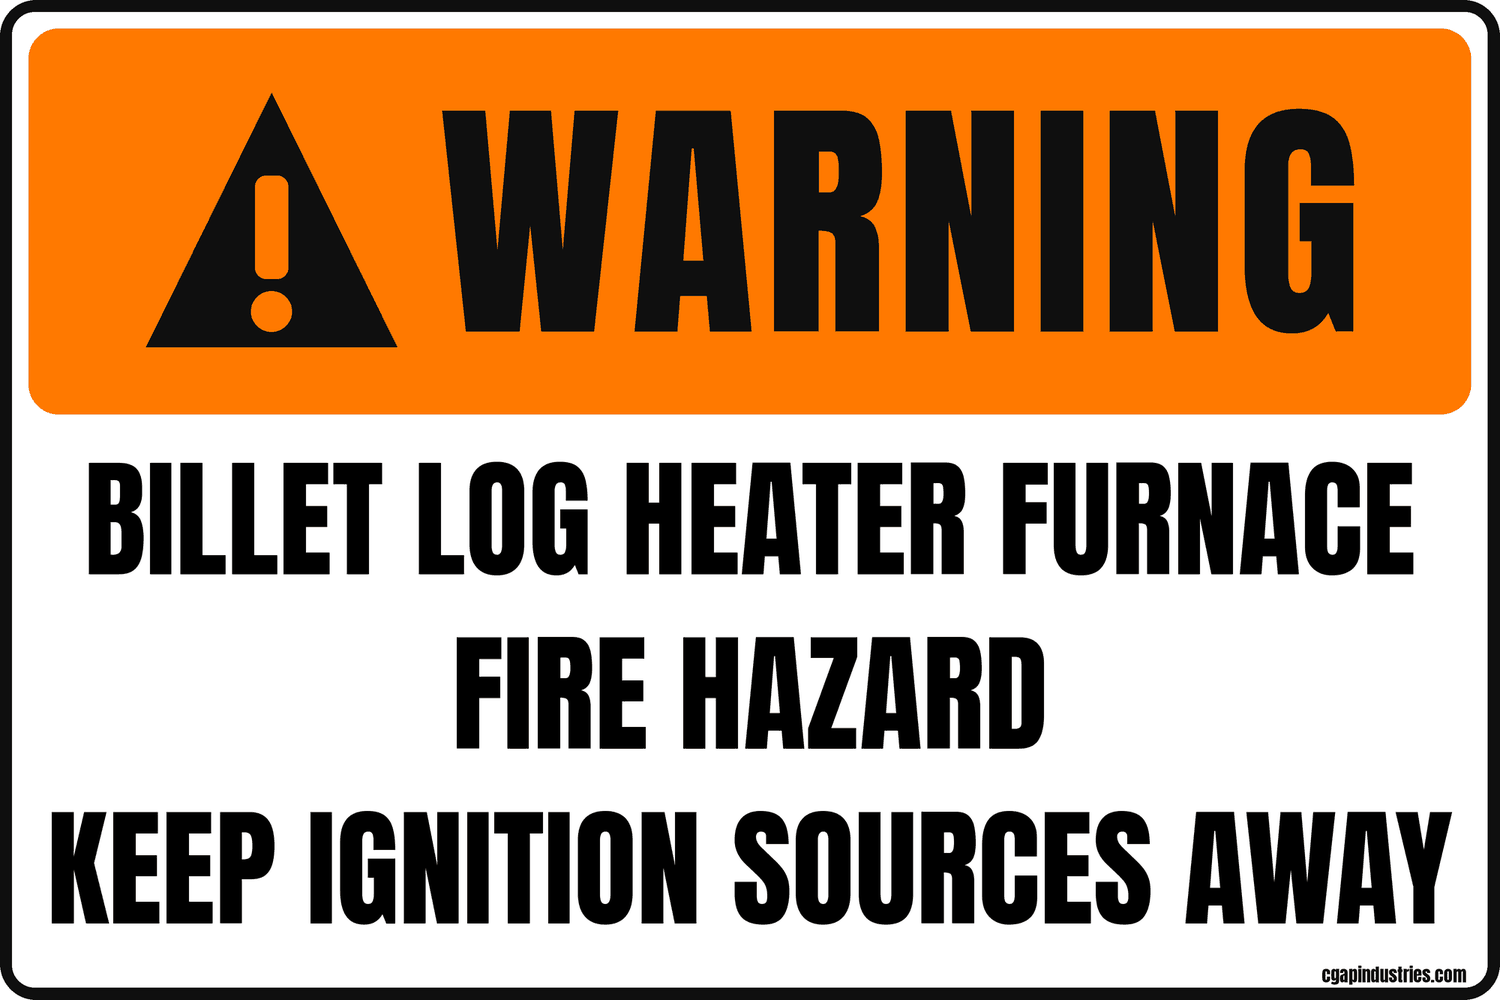 WARNING
BILLET LOG HEATER FURNACE
FIRE HAZARD
KEEP IGNITION SOURCES AWAY
cgapindustries.com